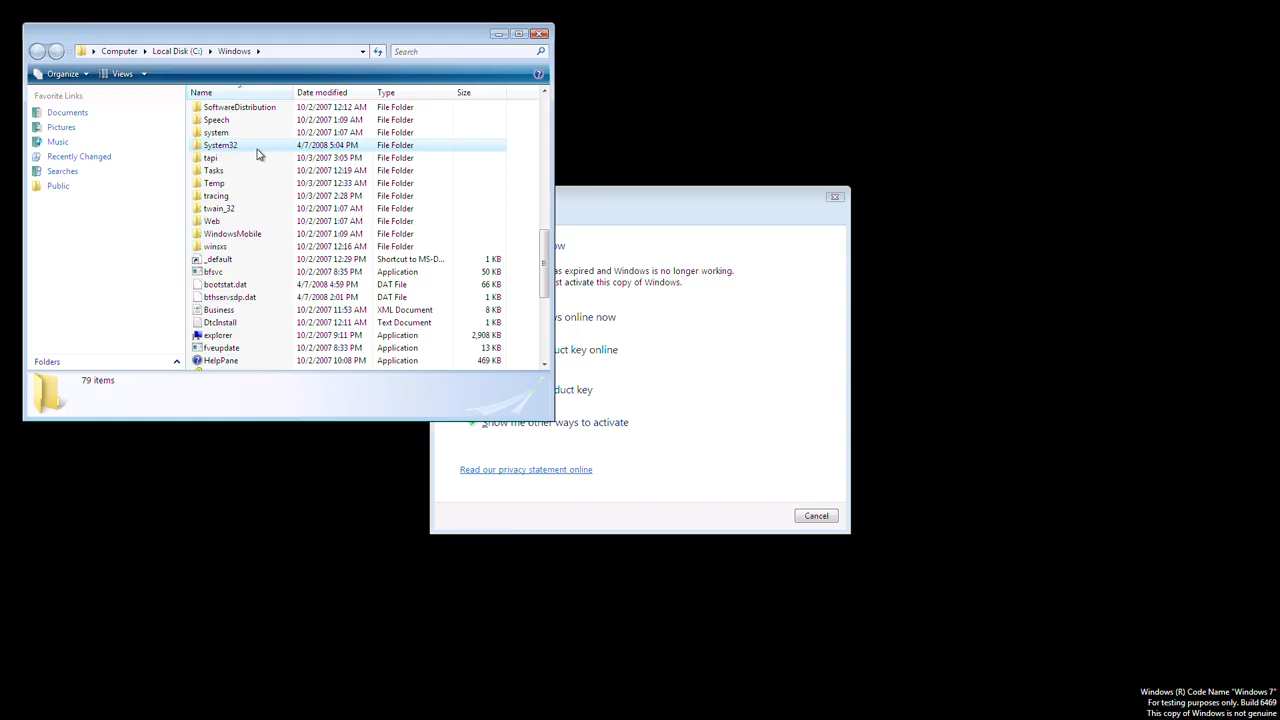 Computer Local Disk (C:) Windows Search
Organize Views
Favorite Links
Documents
Pictures
Music
Recently Changed
Searches
Public
Folders
Name Date modified Type Size
SoftwareDistribution 10/2/2007 12:12 AM File Folder
Speech 10/2/2007 1:09 AM File Folder
system 10/2/2007 1:07 AM File Folder
System32 4/7/2008 5:04 PM File Folder
tapi 10/3/2007 3:05 PM File Folder
Tasks 10/2/2007 12:19 AM File Folder
Temp 10/3/2007 12:33 AM File Folder
tracing 10/3/2007 2:28 PM File Folder
twain_32 10/2/2007 1:07 AM File Folder
Web 10/2/2007 1:07 AM File Folder
WindowsMobile 10/2/2007 1:09 AM File Folder
winsxs 10/2/2007 12:16 AM File Folder
_default 10/2/2007 12:29 PM Shortcut to MS-D... 1 KB
bfsvc 10/2/2007 8:35 PM Application 50 KB
bootstat.dat 4/7/2008 4:59 PM DAT File 66 KB
bthservsdp.dat 4/7/2008 2:01 PM DAT File 1 KB
Business 10/2/2007 11:53 AM XML Document 8 KB
DtcInstall 10/2/2007 12:11 AM Text Document 1 KB
explorer 10/2/2007 9:11 PM Application 2,908 KB
fveupdate 10/2/2007 8:33 PM Application 13 KB
HelpPane 10/2/2007 10:08 PM Application 469 KB
79 items
ow
as expired and Windows is no longer working.
st activate this copy of Windows.
s online now
uct key online
duct key
Show me other ways to activate
Read our privacy statement online
Cancel
Windows (R) Code Name "Windows 7"
For testing purposes only. Build 6469
This copy of Windows is not genuine